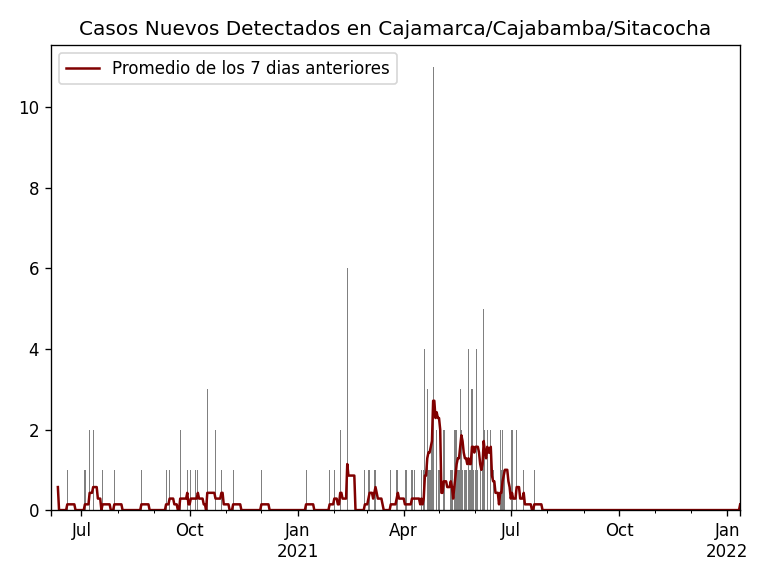 Casos Nuevos Detectados en Cajamarca/Cajabamba/Sitacocha
Promedio de los 7 dias anteriores
10
8
6
4
2
0
Jul Oct Jan Apr Jul Oct Jan
2021 2022